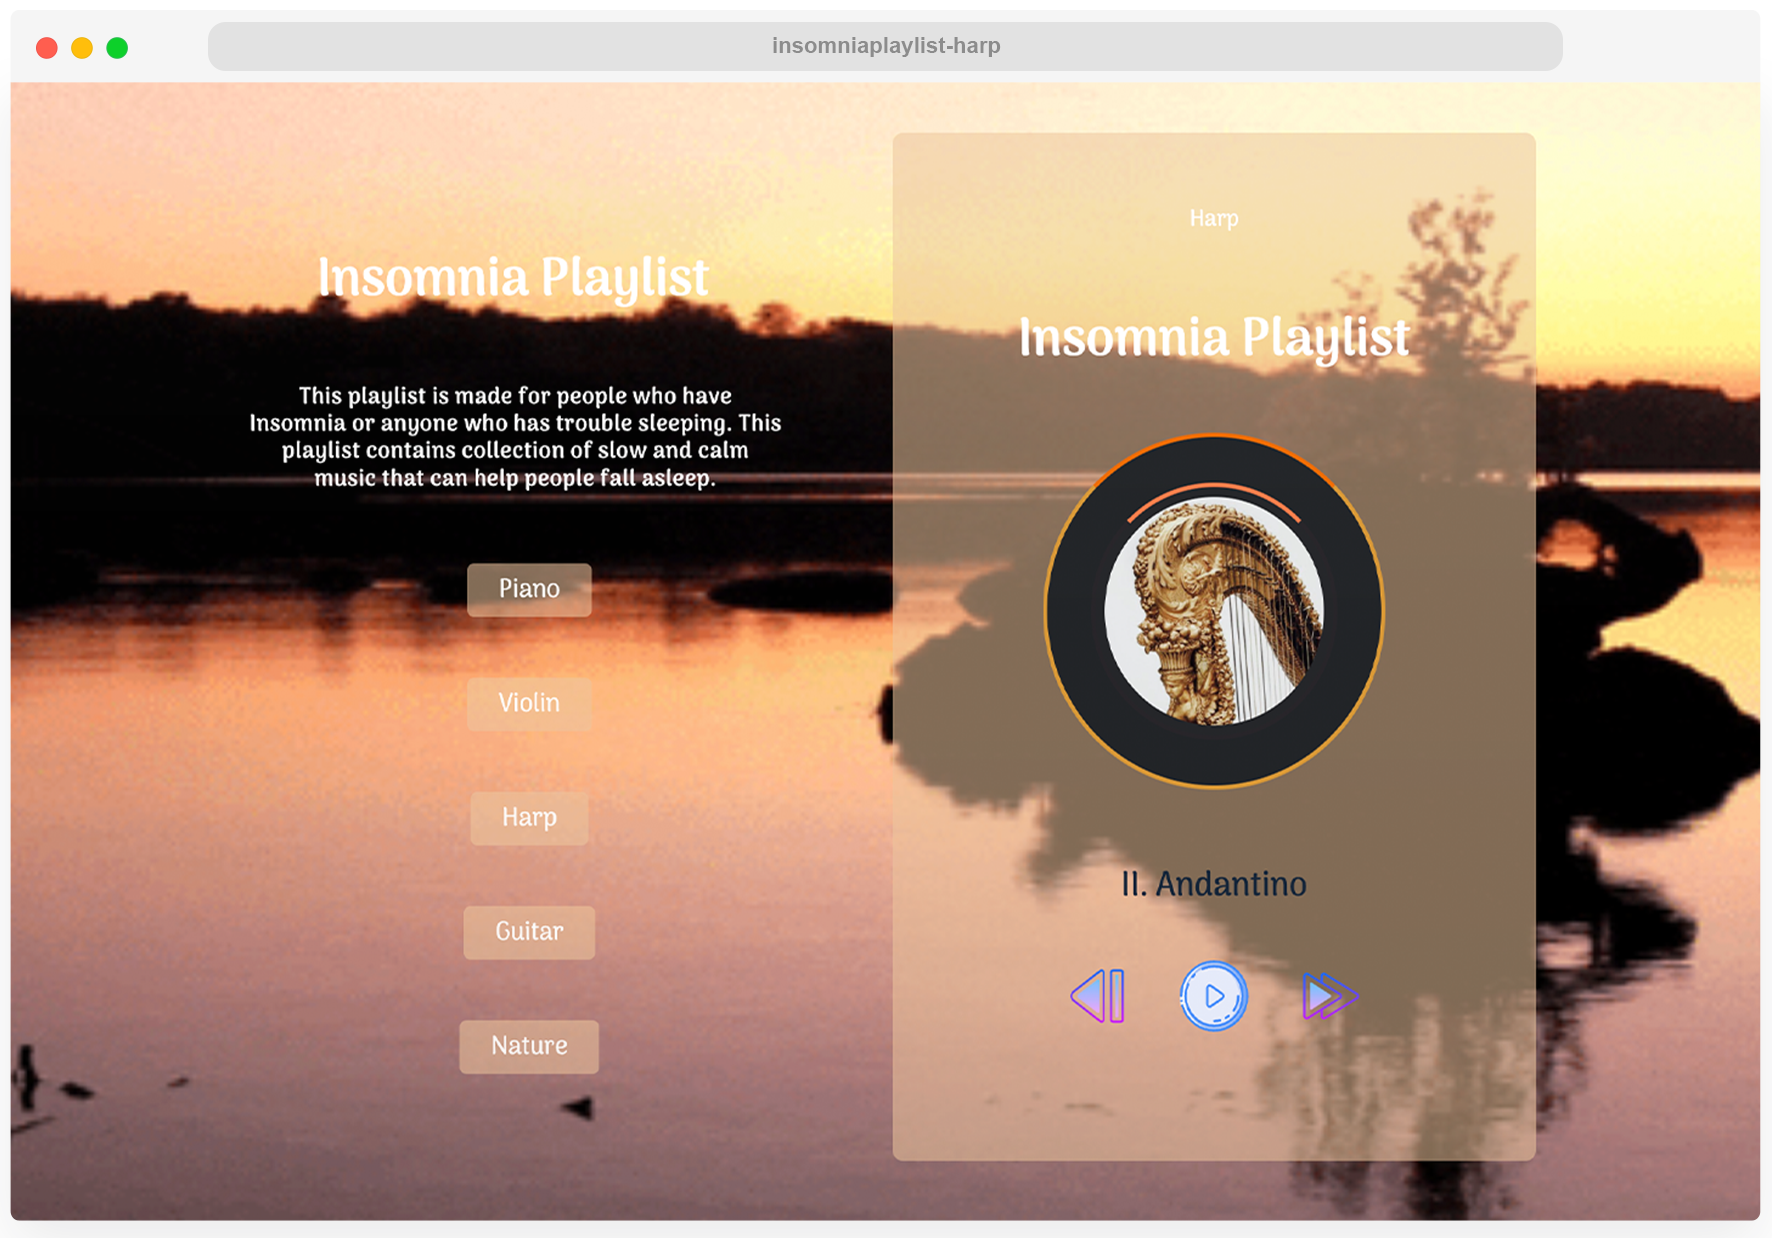 insomniaplaylist-harp
Insomnia Playlist
This playlist is made for people who have
Insomnia or anyone who has trouble sleeping. This
playlist contains collection of slow and calm
music that can help people fall asleep.
Piano
Violin
Harp
Guitar
Nature
Harp
Insomnia Playlist
II. Andantino